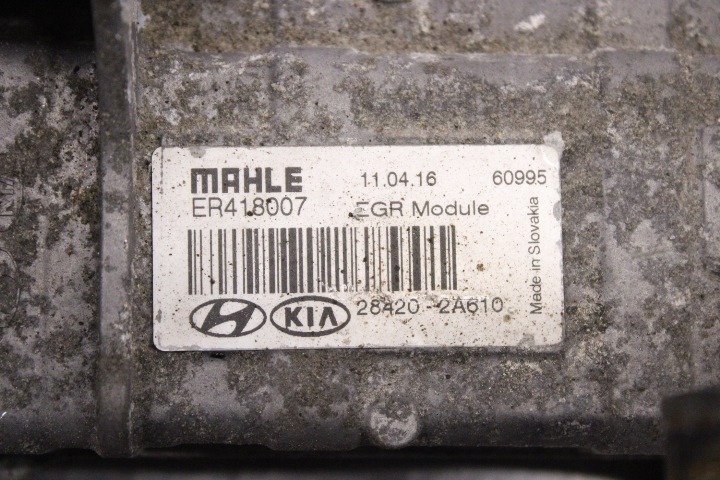 MAHLE 11.04.16 60995
ER418007 EGR Module
Made in Slovakia
KIA 28420-2A610